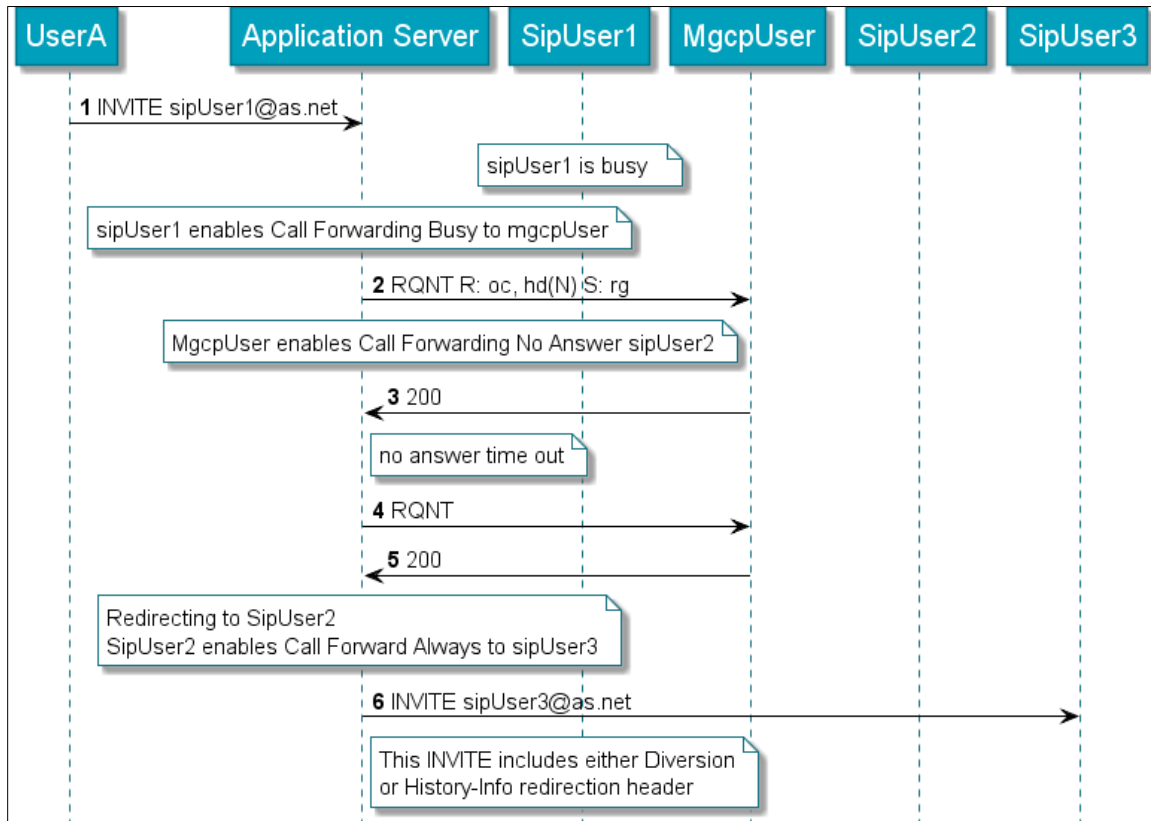 UserA
Application Server
SipUser1
MgcpUser
SipUser2
SipUser3
1 INVITE sipUser1@as.net
sipUser1 is busy
sipUser1 enables Call Forwarding Busy to mgcpUser
2 RQNT R: oc, hd(N) S: rg
MgcpUser enables Call Forwarding No Answer sipUser2
3 200
no answer time out
4 RQNT
5 200
Redirecting to SipUser2
SipUser2 enables Call Forward Always to sipUser3
6 INVITE sipUser3@as.net
This INVITE includes either Diversion
or History-Info redirection header